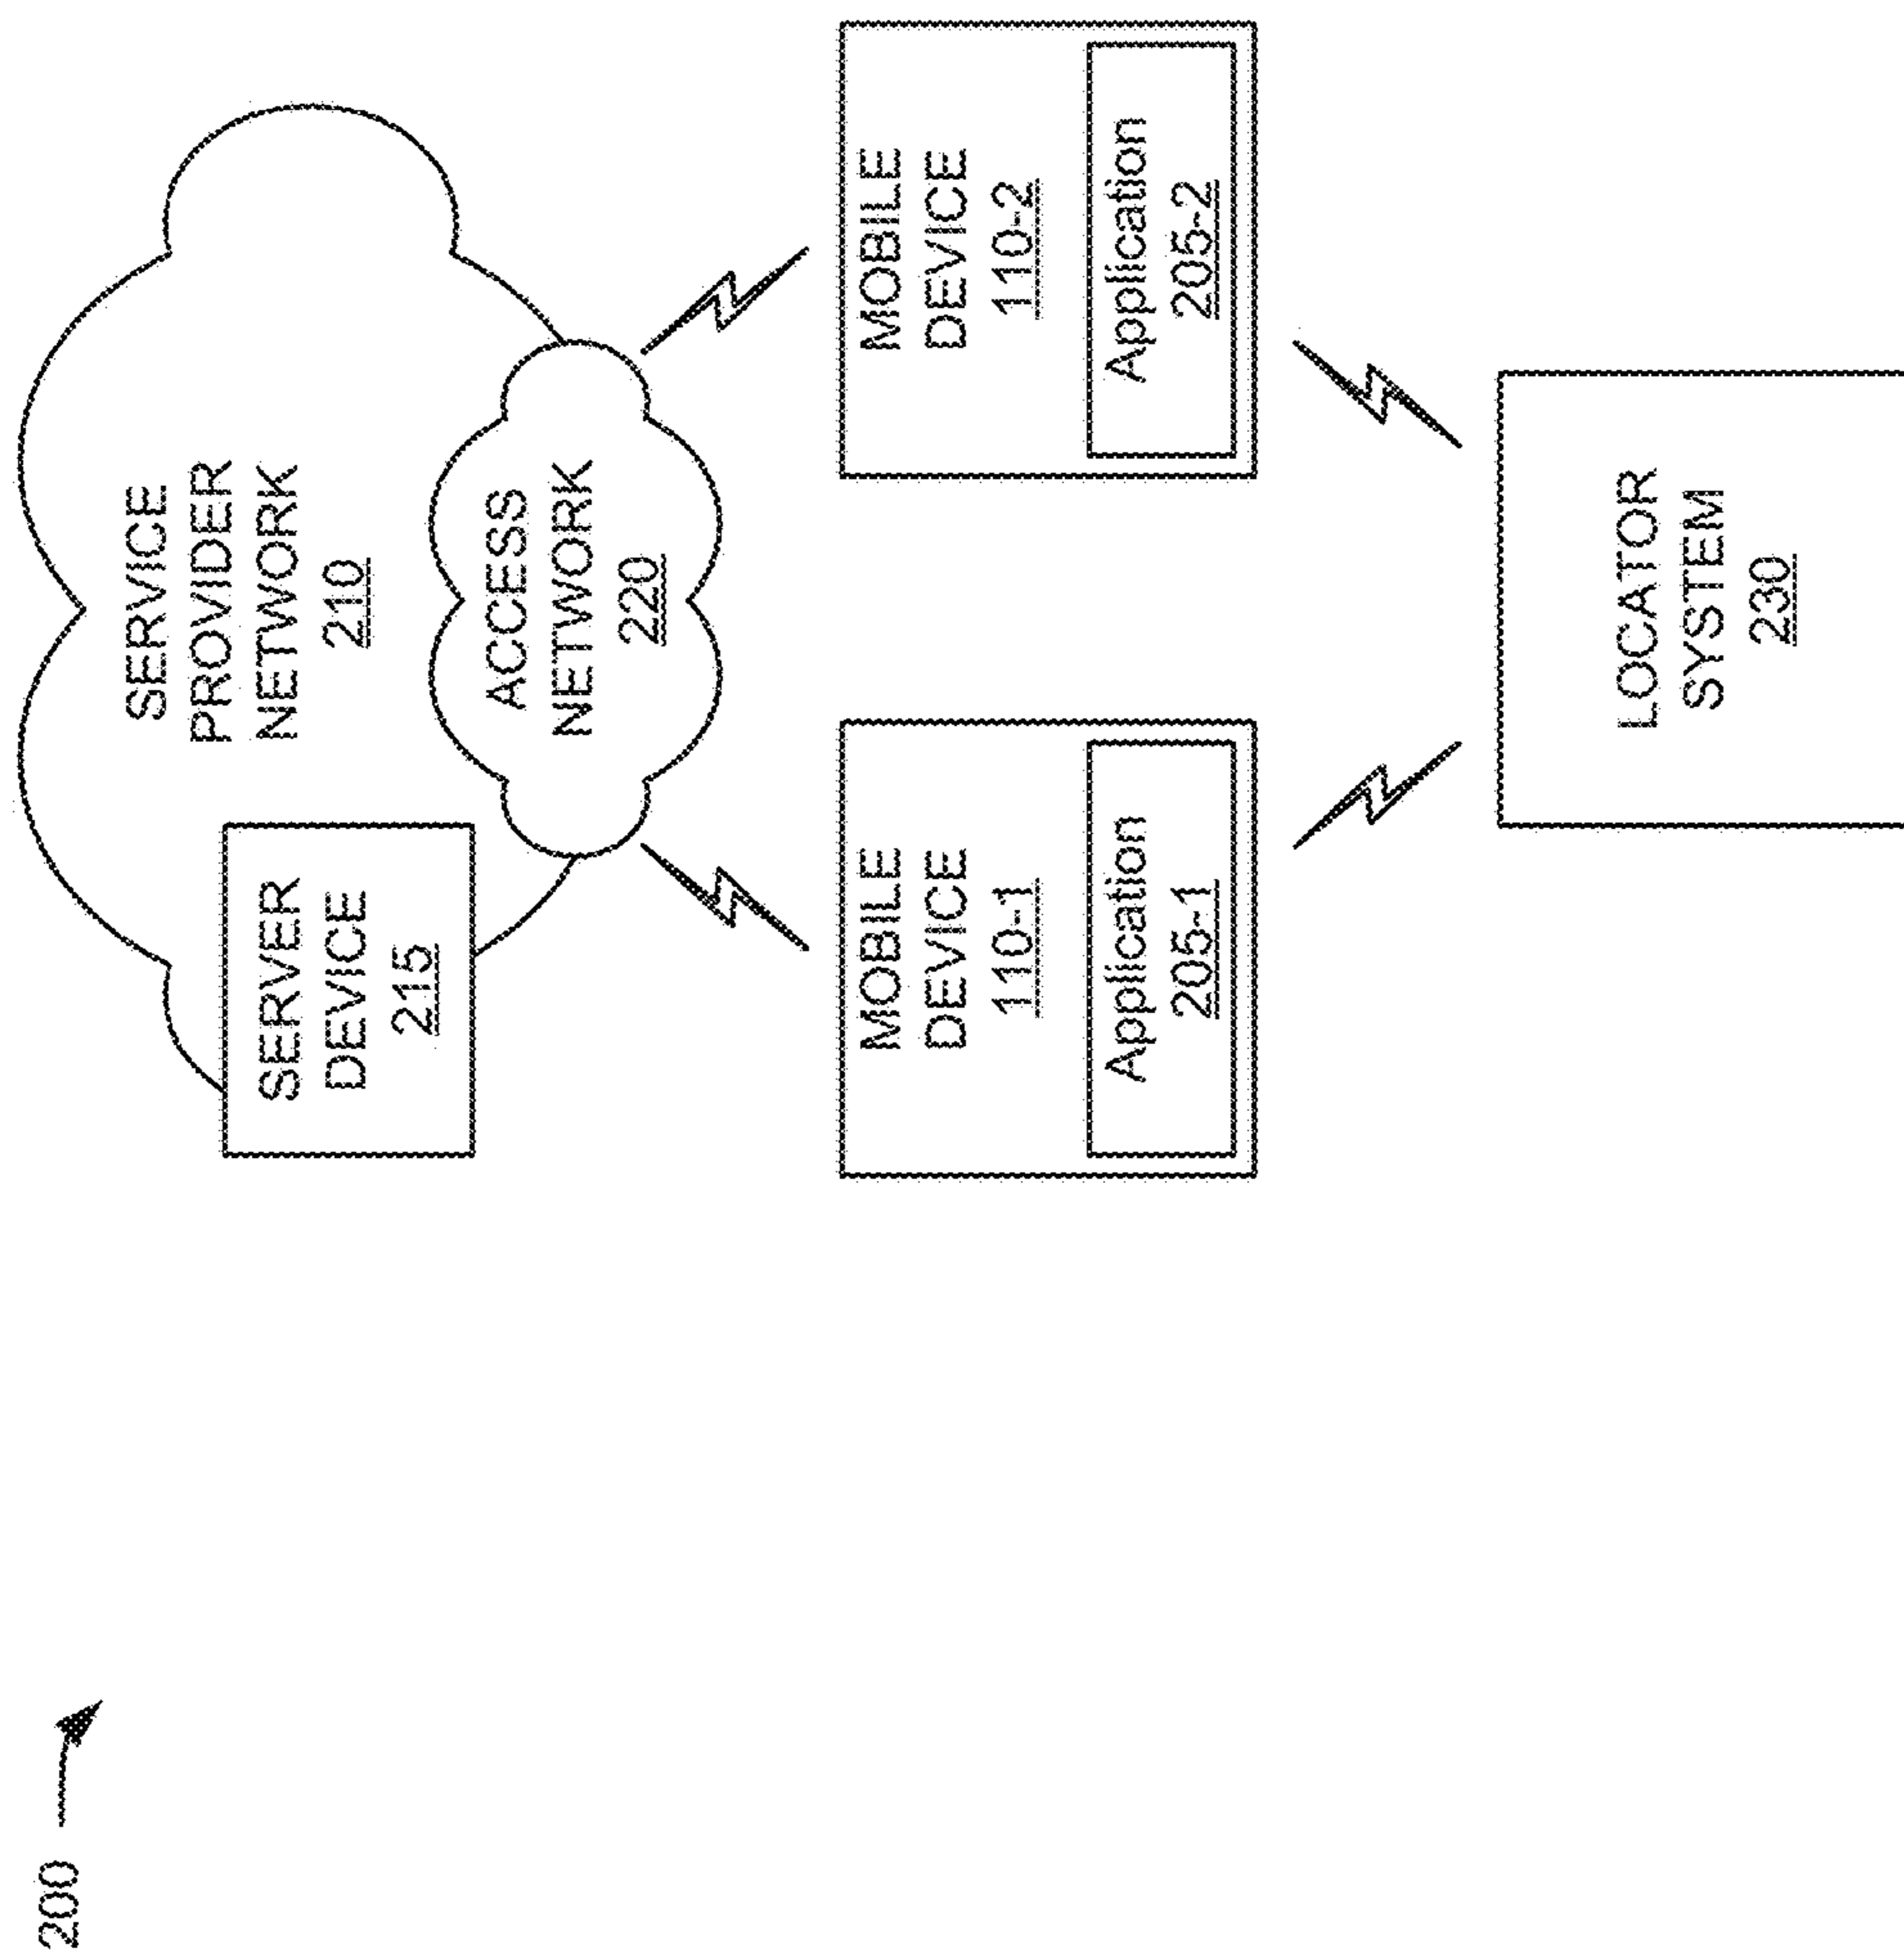 200
SERVICE
PROVIDER
NETWORK
210
SERVER
DEVICE
215
ACCESS
NETWORK
220
MOBILE
DEVICE
110-1
Application
205-1
MOBILE
DEVICE
110-2
Application
205-2
LOCATOR
SYSTEM
230